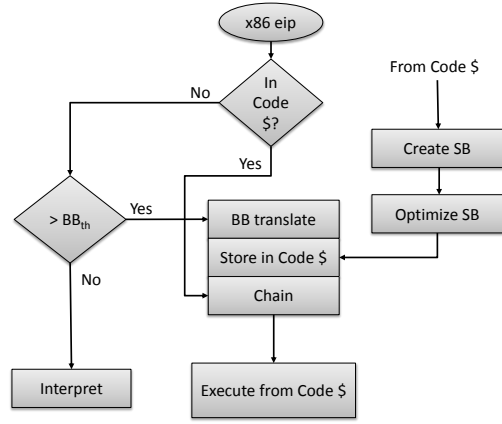 x86 eip
In
Code
$?
No
Yes
From Code $
Create SB
Optimize SB
> BBth
Yes
No
BB translate
Store in Code $
Chain
Interpret
Execute from Code $